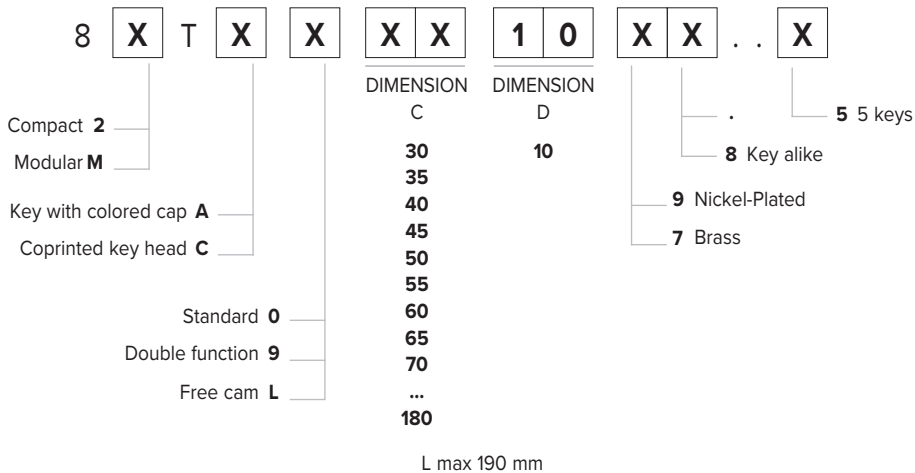 8 X T X X X X 1 0 X X . . X
DIMENSION C
DIMENSION D
Compact 2
Modular M
Key with colored cap A
Coprinted key head C
Standard 0
Double function 9
Free cam L
30
35
40
45
50
55
60
65
70
...
180
10
.
8 Key alike
9 Nickel-Plated
7 Brass
5 5 keys
L max 190 mm